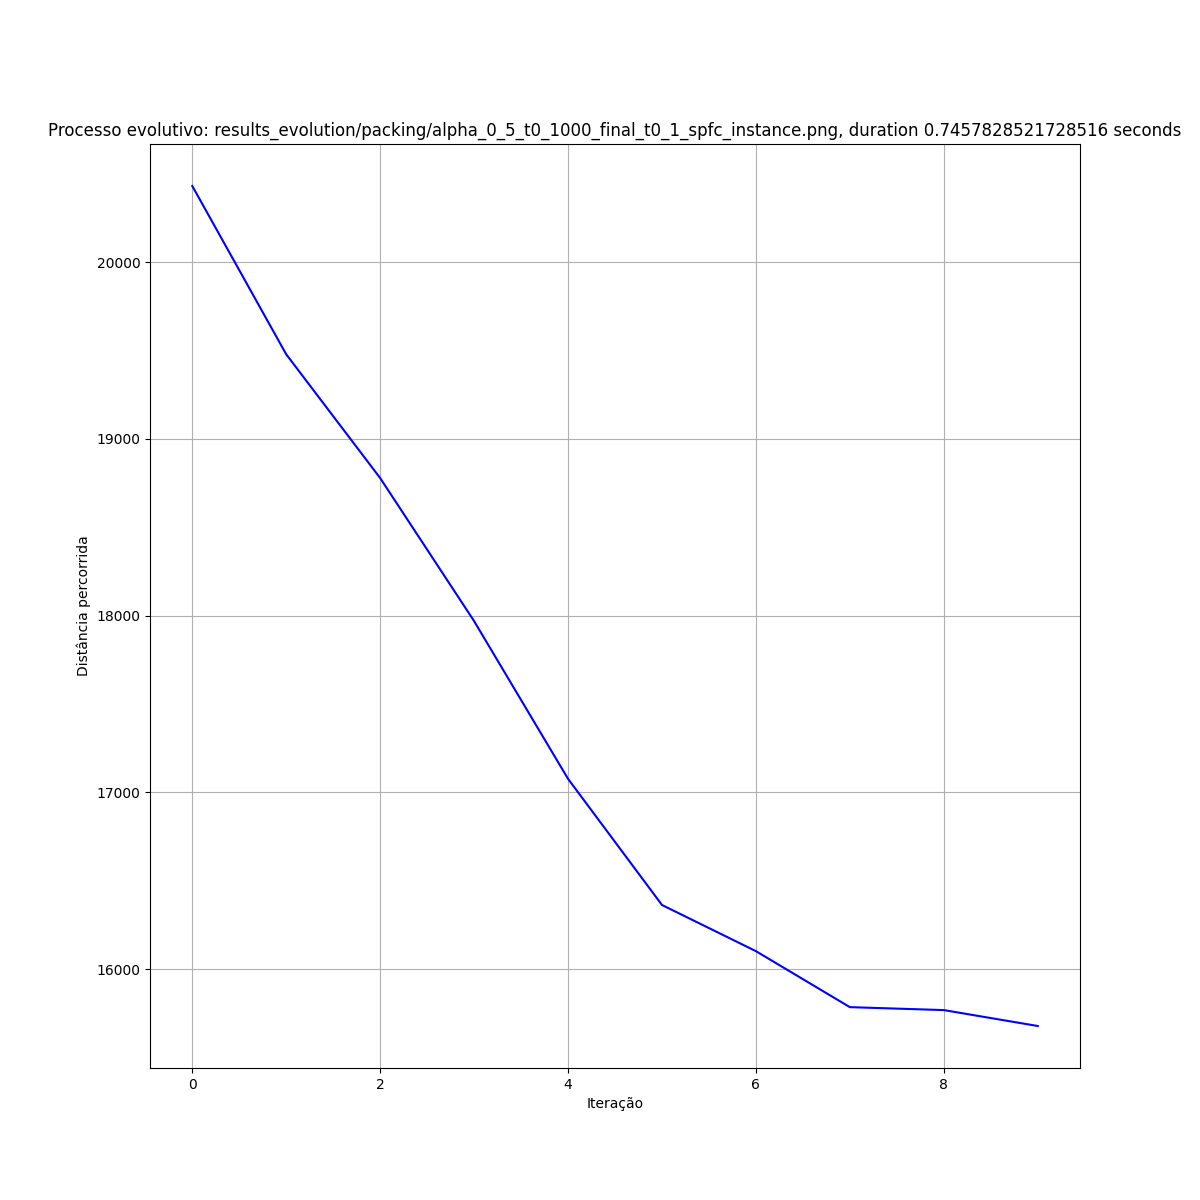 Processo evolutivo: results_evolution/packing/alpha_0_5_t0_1000_final_t0_1_spfc_instance.png, duration 0.7457828521728516 seconds
20000
19000
18000
17000
16000
Distância percorrida
0 2 4 6 8
Iteração